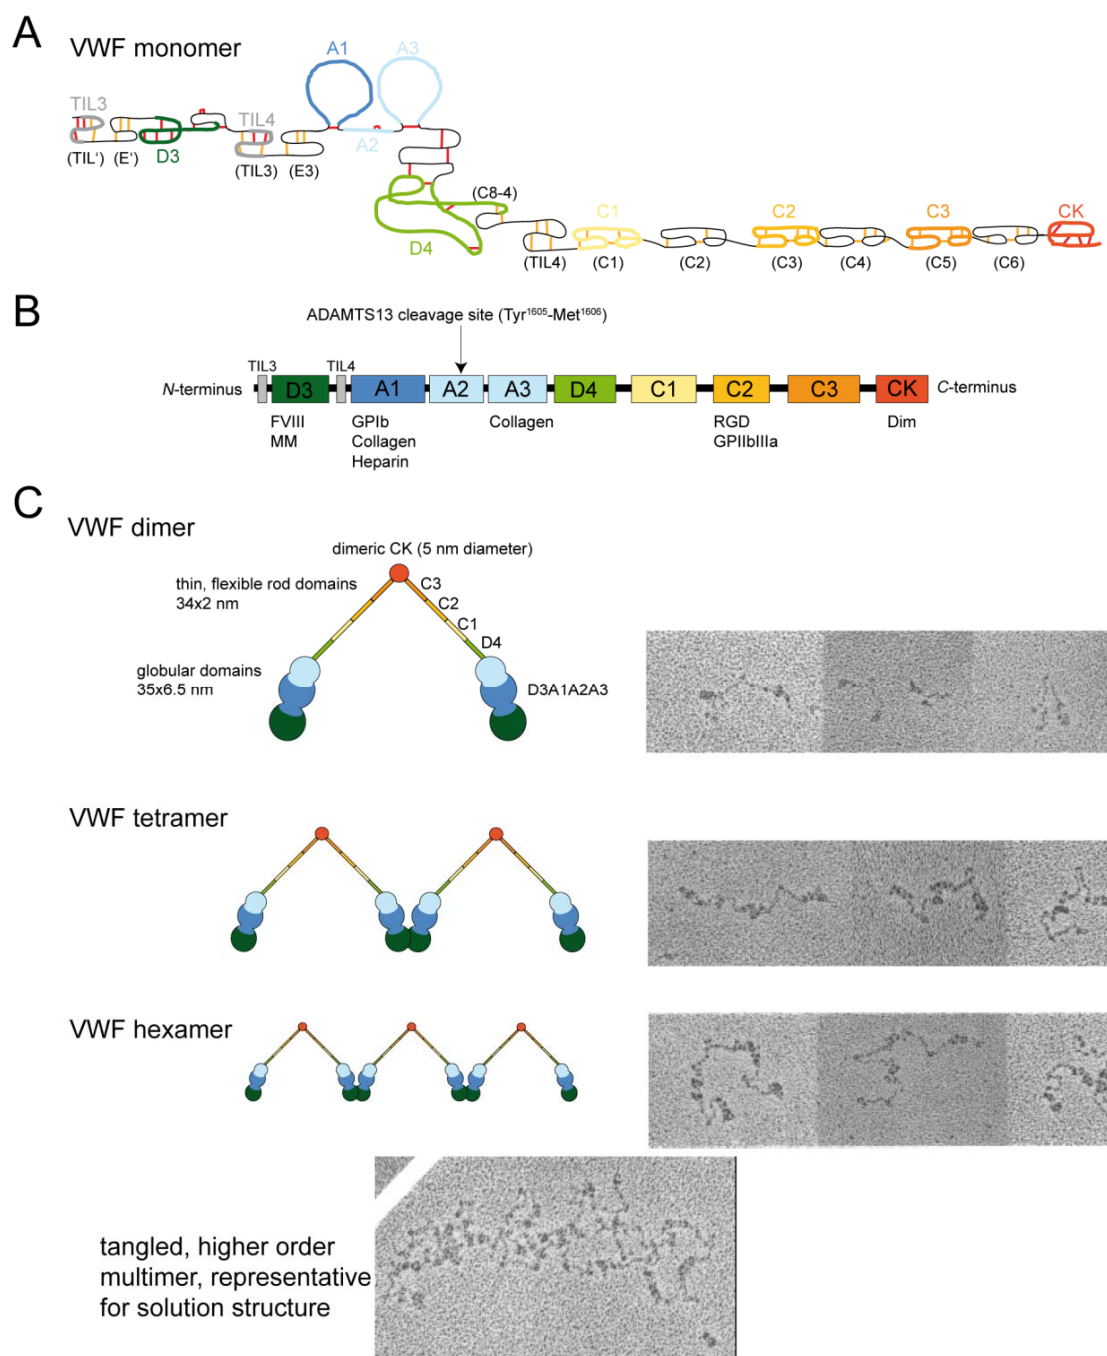 A
VWF monomer
A1
A3
TIL3
TIL4
A2
D3
(TIL')
(E')
(TIL3)
(E3)
(C8-4)
D4
C1
C2
C3
CK
(TIL4)
(C1)
(C2)
(C3)
(C4)
(C5)
(C6)
B
ADAMTS13 cleavage site (Tyr1605-Met1606)
TIL3
TIL4
N-terminus
D3
A1
A2
A3
D4
C1
C2
C3
CK
C-terminus
FVIII
MM
GPIb
Collagen
Heparin
Collagen
RGD
GPIIbIIIa
Dim
C
VWF dimer
dimeric CK (5 nm diameter)
thin, flexible rod domains
34x2 nm
C3
C2
C1
D4
globular domains
35x6.5 nm
D3A1A2A3
VWF tetramer
VWF hexamer
tangled, higher order
multimer, representative
for solution structure